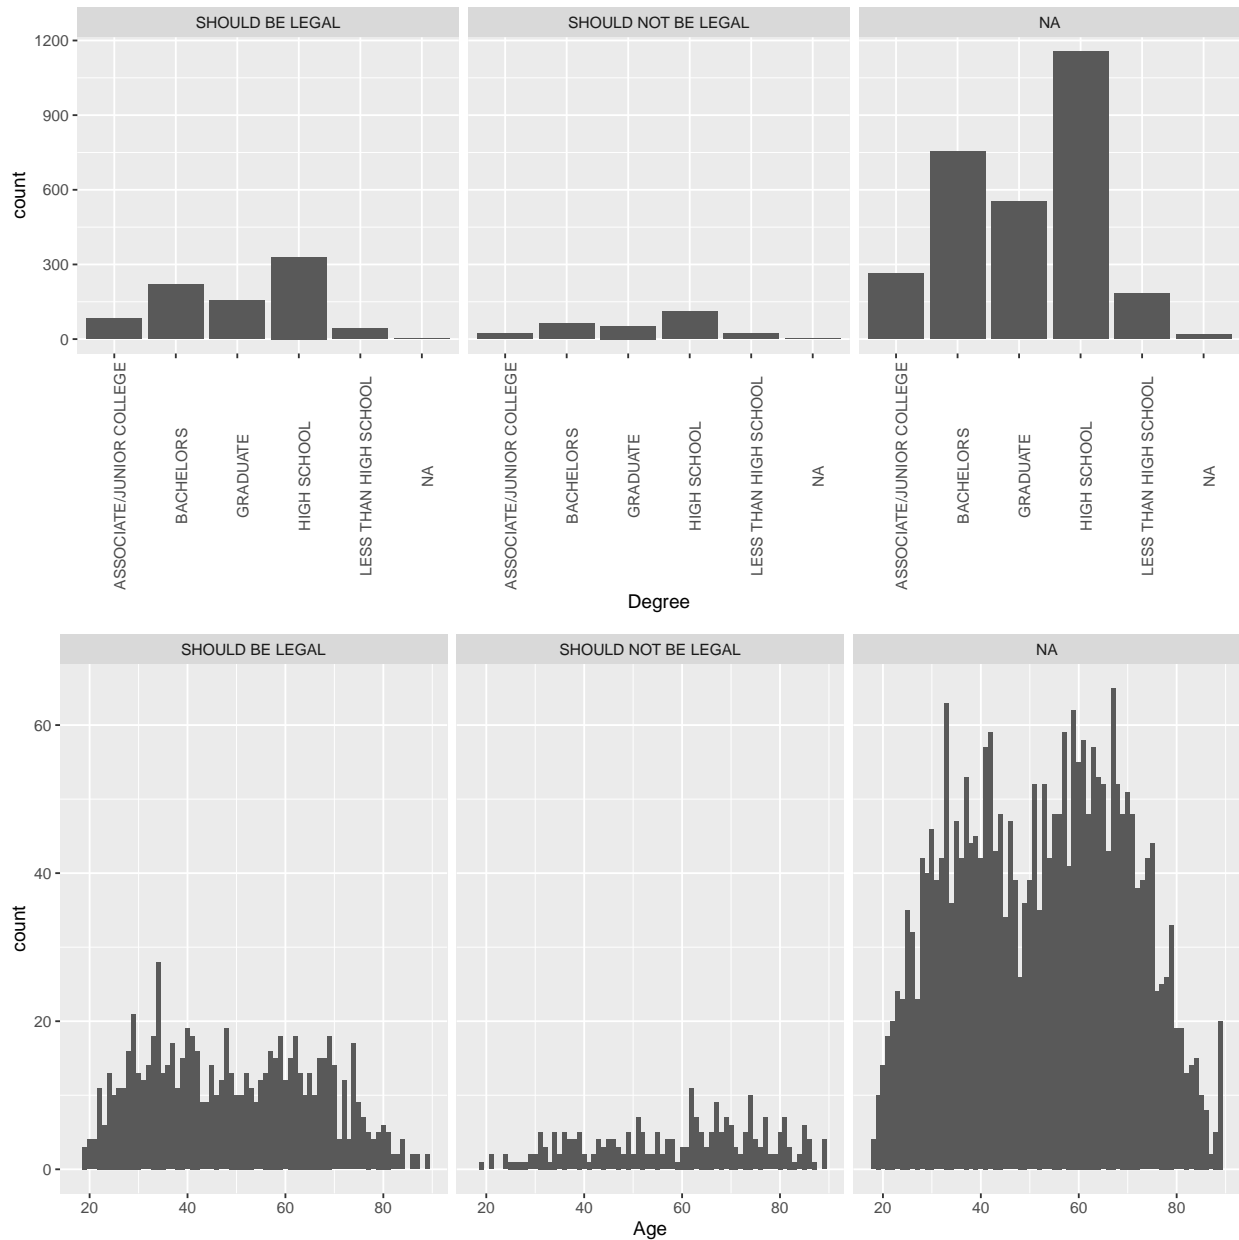 SHOULD BE LEGAL
SHOULD NOT BE LEGAL
NA
1200
900
600
300
0
count
ASSOCIATE/JUNIOR COLLEGE
BACHELORS
GRADUATE
HIGH SCHOOL
LESS THAN HIGH SCHOOL
NA
ASSOCIATE/JUNIOR COLLEGE
BACHELORS
GRADUATE
HIGH SCHOOL
LESS THAN HIGH SCHOOL
NA
ASSOCIATE/JUNIOR COLLEGE
BACHELORS
GRADUATE
HIGH SCHOOL
LESS THAN HIGH SCHOOL
NA
Degree
SHOULD BE LEGAL
SHOULD NOT BE LEGAL
NA
60
40
20
0
count
20 40 60 80
20 40 60 80
20 40 60 80
Age